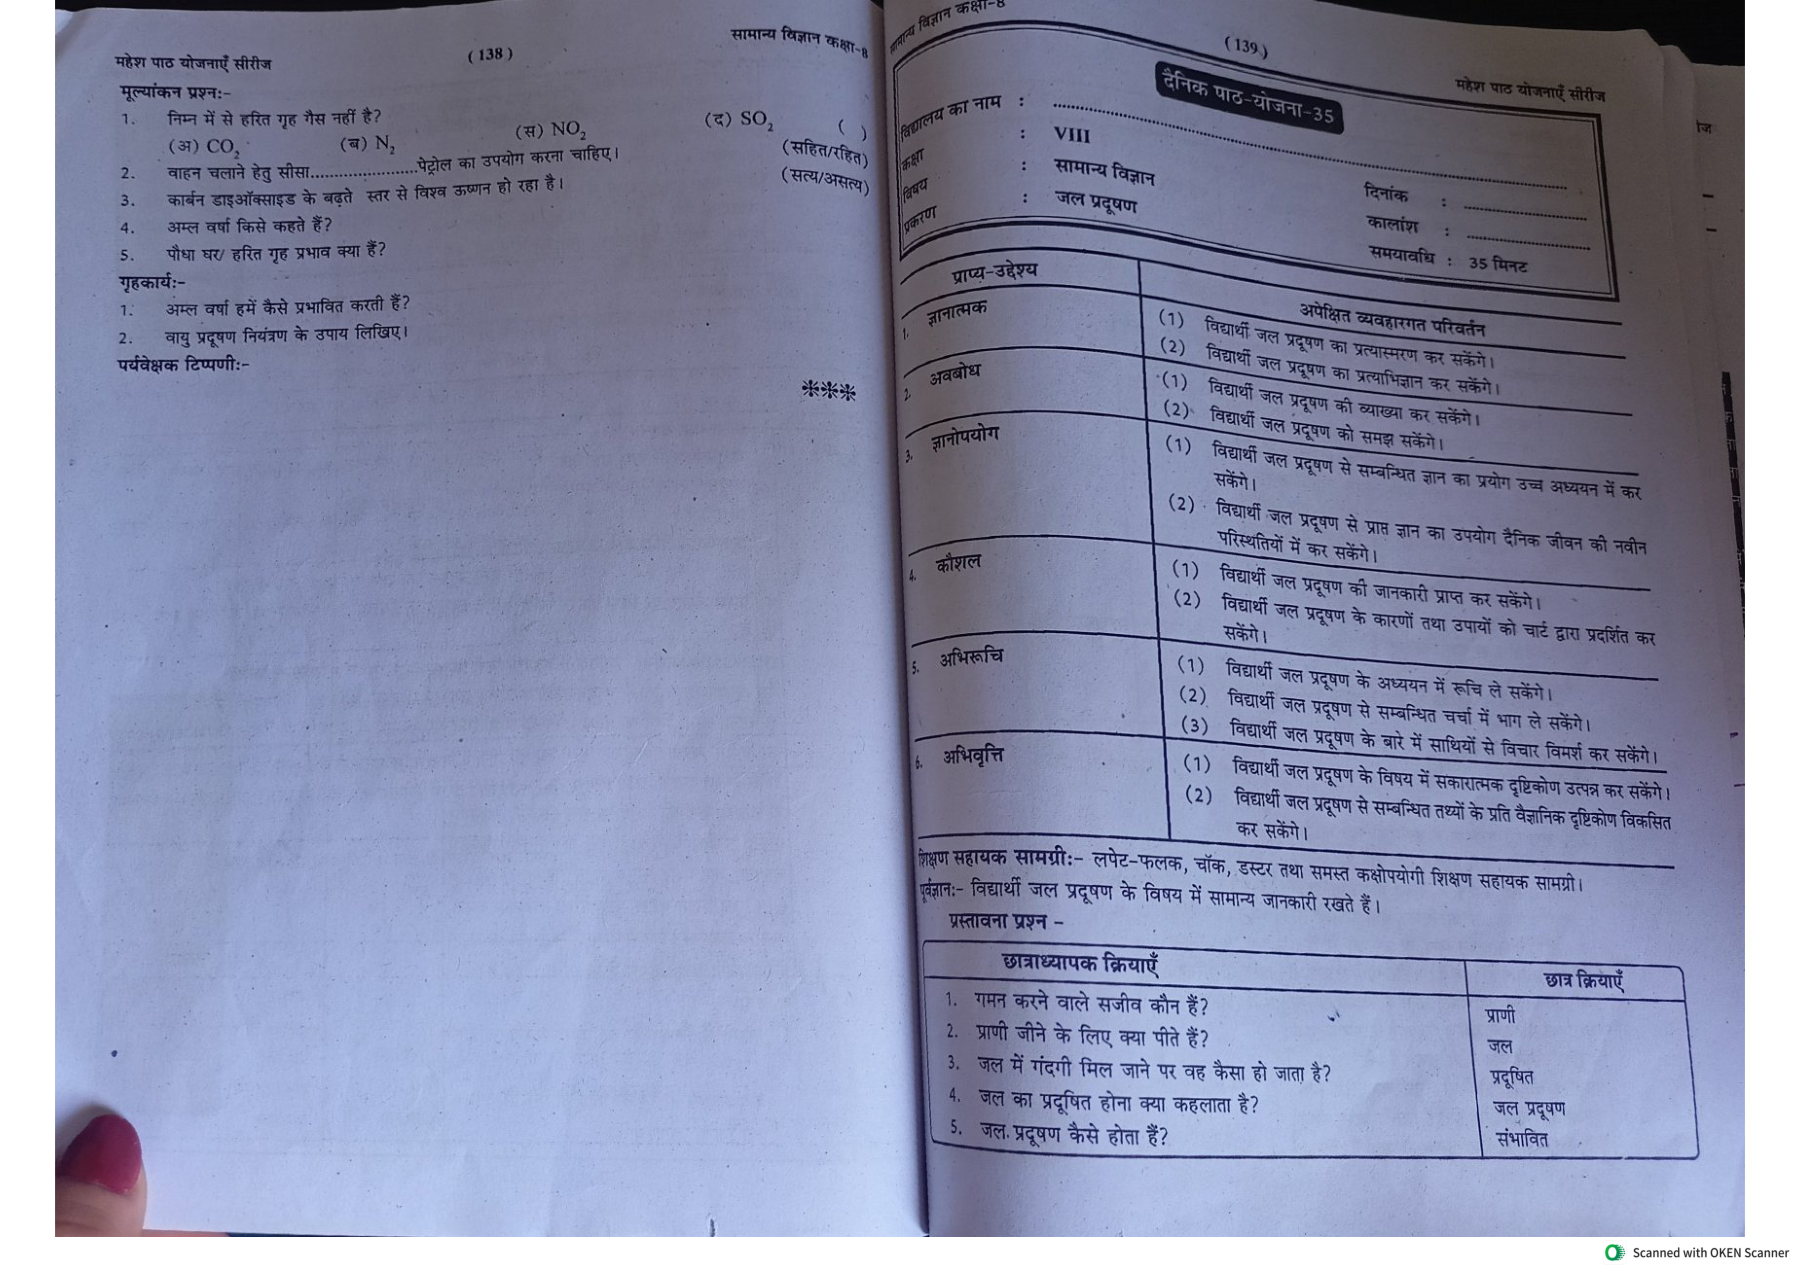 महेश पाठ योजनाएँ सीरीज
( 138 )
सामान्य विज्ञान कक्षा-8
मूल्यांकन प्रश्न:-
1. निम्न में से हरित गृह गैस नहीं है? ( )
(अ) CO2 (ब) N2 (स) NO2 (द) SO2
2. वाहन चलाने हेतु सीसा......................पेट्रोल का उपयोग करना चाहिए। (सहित/रहित)
3. कार्बन डाइऑक्साइड के बढ़ते स्तर से विश्व ऊष्णन हो रहा है। (सत्य/असत्य)
4. अम्ल वर्षा किसे कहते हैं?
5. पौधा घर/ हरित गृह प्रभाव क्या हैं?
गृहकार्य:-
1. अम्ल वर्षा हमें कैसे प्रभावित करती हैं?
2. वायु प्रदूषण नियंत्रण के उपाय लिखिए।
पर्यवेक्षक टिप्पणी:-
***
सामान्य विज्ञान कक्षा-8
( 139 )
महेश पाठ योजनाएँ सीरीज
दैनिक पाठ-योजना-35
विद्यालय का नाम : ........................
कक्षा : VIII
दिनांक : ........................
विषय : सामान्य विज्ञान
कालांश : ........................
प्रकरण : जल प्रदूषण
समयावधि : 35 मिनट
प्राप्य-उद्देश्य
अपेक्षित व्यवहारगत परिवर्तन
1. ज्ञानात्मक
(1) विद्यार्थी जल प्रदूषण का प्रत्यास्मरण कर सकेंगे।
(2) विद्यार्थी जल प्रदूषण का प्रत्याभिज्ञान कर सकेंगे।
2. अवबोध
(1) विद्यार्थी जल प्रदूषण की व्याख्या कर सकेंगे।
(2) विद्यार्थी जल प्रदूषण को समझ सकेंगे।
3. ज्ञानोपयोग
(1) विद्यार्थी जल प्रदूषण से सम्बन्धित ज्ञान का प्रयोग उच्च अध्ययन में कर
सकेंगे।
(2) विद्यार्थी जल प्रदूषण से प्राप्त ज्ञान का उपयोग दैनिक जीवन की नवीन
परिस्थतियों में कर सकेंगे।
4. कौशल
(1) विद्यार्थी जल प्रदूषण की जानकारी प्राप्त कर सकेंगे।
(2) विद्यार्थी जल प्रदूषण के कारणों तथा उपायों को चार्ट द्वारा प्रदर्शित कर
सकेंगे।
5. अभिरूचि
(1) विद्यार्थी जल प्रदूषण के अध्ययन में रूचि ले सकेंगे।
(2) विद्यार्थी जल प्रदूषण से सम्बन्धित चर्चा में भाग ले सकेंगे।
(3) विद्यार्थी जल प्रदूषण के बारे में साथियों से विचार विमर्श कर सकेंगे।
6. अभिवृत्ति
(1) विद्यार्थी जल प्रदूषण के विषय में सकारात्मक दृष्टिकोण उत्पन्न कर सकेंगे।
(2) विद्यार्थी जल प्रदूषण से सम्बन्धित तथ्यों के प्रति वैज्ञानिक दृष्टिकोण विकसित
कर सकेंगे।
शिक्षण सहायक सामग्री:- लपेट-फलक, चॉक, डस्टर तथा समस्त कक्षोपयोगी शिक्षण सहायक सामग्री।
पूर्वज्ञान:- विद्यार्थी जल प्रदूषण के विषय में सामान्य जानकारी रखते हैं।
प्रस्तावना प्रश्न –
छात्राध्यापक क्रियाएँ
छात्र क्रियाएँ
1. गमन करने वाले सजीव कौन हैं? प्राणी
2. प्राणी जीने के लिए क्या पीते हैं? जल
3. जल में गंदगी मिल जाने पर वह कैसा हो जाता है? प्रदूषित
4. जल का प्रदूषित होना क्या कहलाता है? जल प्रदूषण
5. जल प्रदूषण कैसे होता हैं? संभावित
Scanned with OKEN Scanner